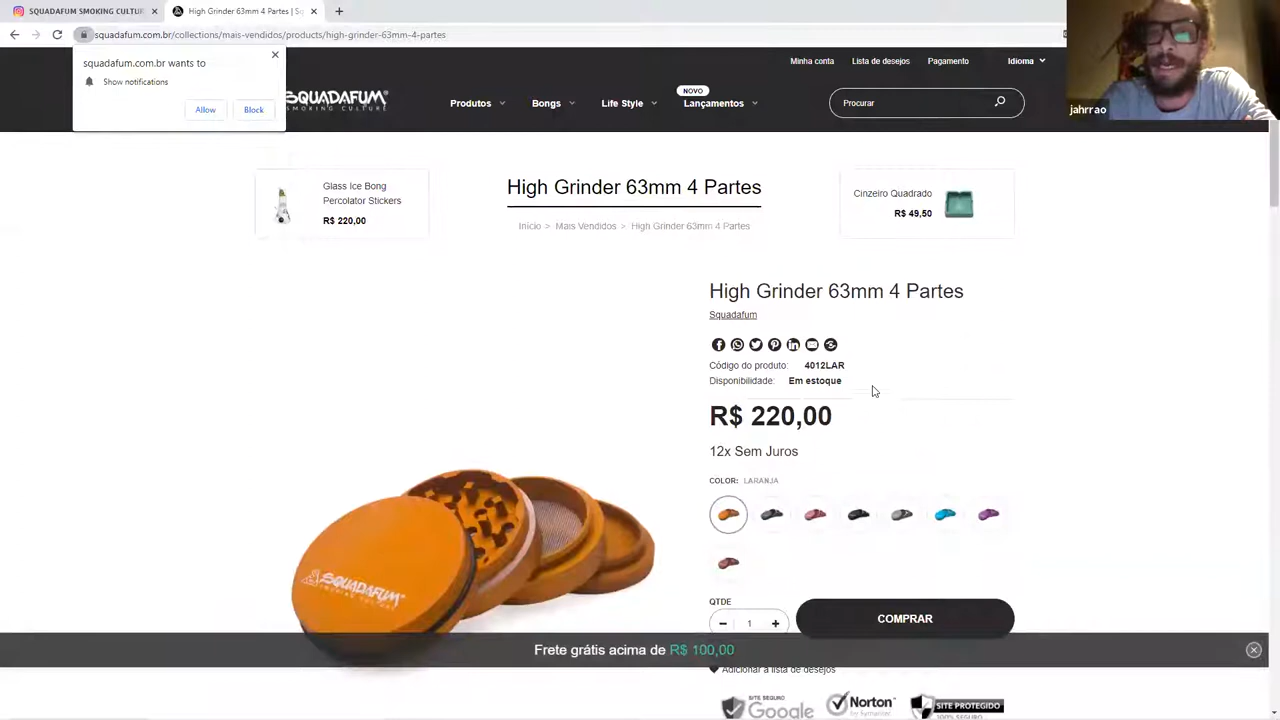 SQUADAFUM SMOKING CULTUR
High Grinder 63mm 4 Partes | Sq
squadafum.com.br/collections/mais-vendidos/products/high-grinder-63mm-4-partes
squadafum.com.br wants to
Show notifications
Allow
Block
jahrrao
Minha conta
Lista de desejos
Pagamento
Idioma
SQUADAFUM
SMOKING CULTURE
Produtos
Bongs
Life Style
NOVO
Lançamentos
Procurar
Glass Ice Bong
Percolator Stickers
R$ 220,00
High Grinder 63mm 4 Partes
Início > Mais Vendidos > High Grinder 63mm 4 Partes
Cinzeiro Quadrado
R$ 49,50
High Grinder 63mm 4 Partes
Squadafum
Código do produto: 4012LAR
Disponibilidade: Em estoque
R$ 220,00
12x Sem Juros
COLOR: LARANJA
SQUADAFUM
SMOKING CULTURE
QTDE
1
COMPRAR
Frete grátis acima de R$ 100,00
Adicionar a lista de desejos
SITE SEGURO
Google
Norton
SITE PROTEGIDO
100% SEGURO